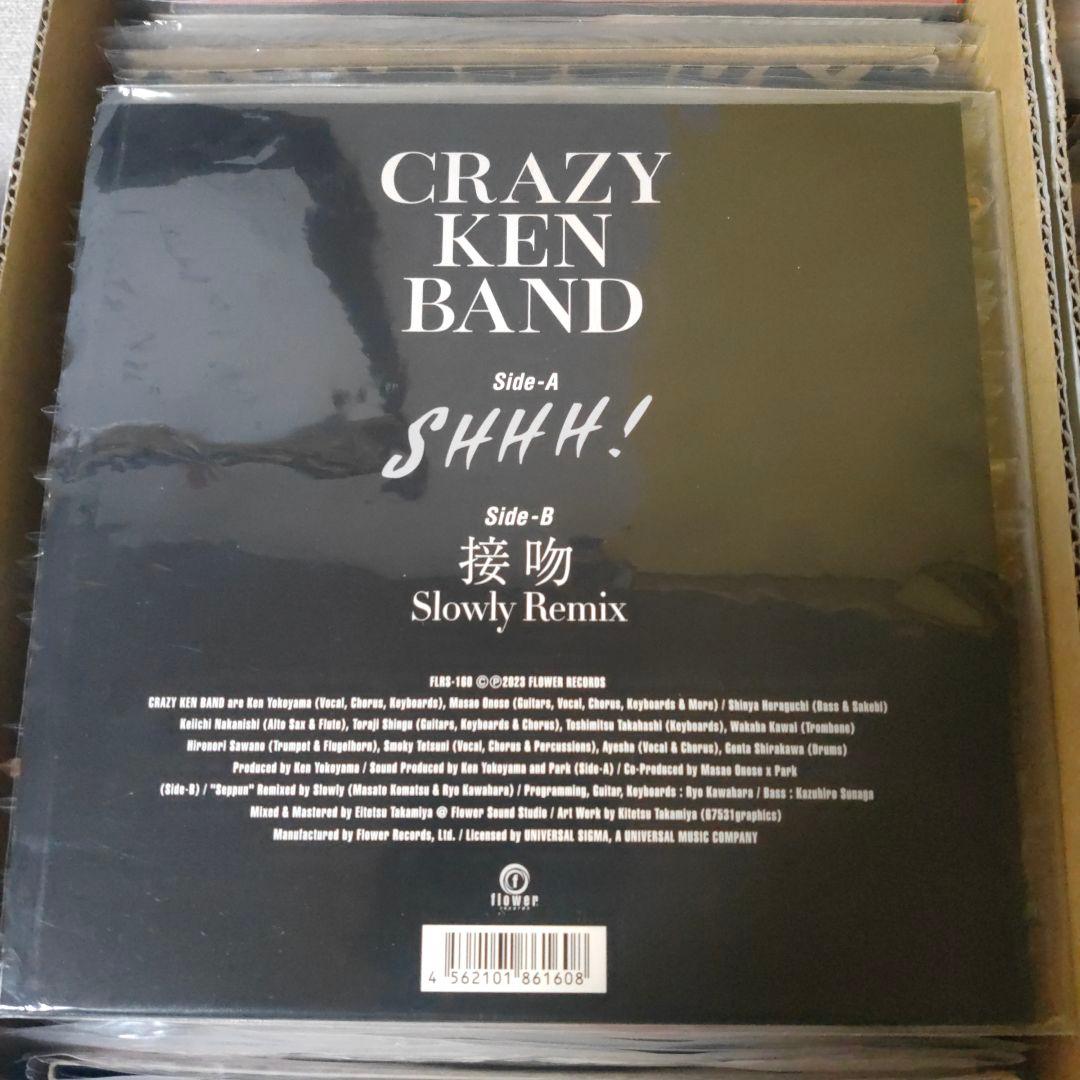 CRAZY
KEN
BAND
Side-A
SHHH!
Side-B
接吻
Slowly Remix
FLRS-160 ©℗2023 FLOWER RECORDS
CRAZY KEN BAND are Ken Yokoyama (Vocal, Chorus, Keyboards), Masao Onose (Guitars, Vocal, Chorus, Keyboards & More) / Shinya Horaguchi (Bass & Sakebi)
Keiichi Nakanishi (Alto Sax & Flute), Toraji Shingu (Guitars, Keyboards & Chorus), Yoshimitsu Takahashi (Keyboards), Wakaba Kawai (Trombone)
Hironori Sawano (Trumpet & Flugelhorn), Smoky Tetsuni (Vocal, Chorus & Percussions), Ayesha (Vocal & Chorus), Genta Shirakawa (Drums)
Produced by Ken Yokoyama / Sound Produced by Ken Yokoyama and Park (Side-A) / Co-Produced by Masao Onose x Park
(Side-B) / "Seppun" Remixed by Slowly (Masato Komatsu & Ryo Kawahara) / Programming, Guitar, Keyboards : Ryo Kawahara / Bass : Kazuhiro Sunaga
Mixed & Mastered by Eitetsu Takamiya @ Flower Sound Studio / Art Work by Kitetsu Takamiya (67531graphics)
Manufactured by Flower Records, Ltd. / Licensed by UNIVERSAL SIGMA, A UNIVERSAL MUSIC COMPANY
f
flower
records
4 562101 861608